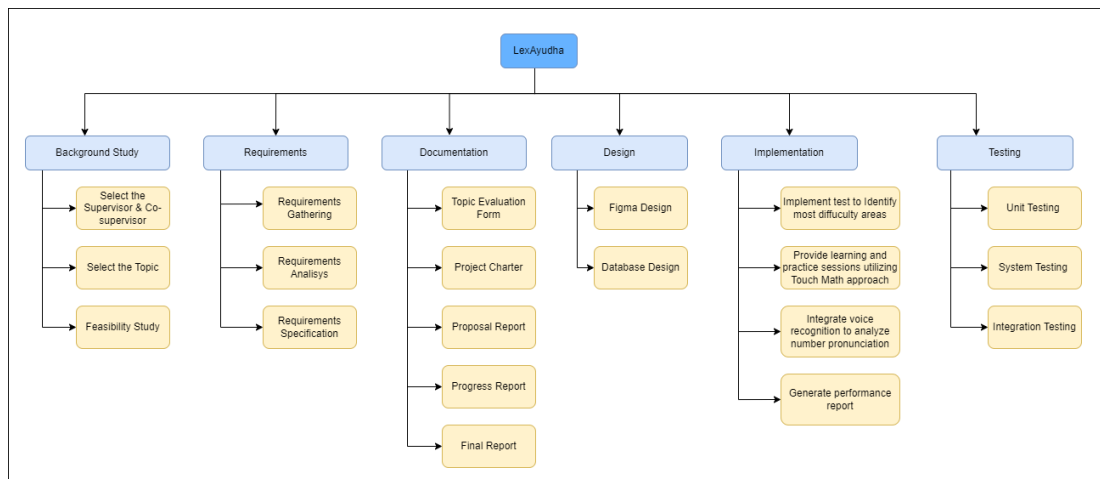 LexAyudha
Background Study
Requirements
Documentation
Design
Implementation
Testing
Select the
Supervisor & Co-
supervisor
Select the Topic
Feasibility Study
Requirements
Gathering
Requirements
Analisys
Requirements
Specification
Topic Evaluation
Form
Project Charter
Proposal Report
Progress Report
Final Report
Figma Design
Database Design
Implement test to Identify
most diffuculty areas
Provide learning and
practice sessions utilizing
Touch Math approach
Integrate voice
recognition to analyze
number pronunciation
Generate performance
report
Unit Testing
System Testing
Integration Testing